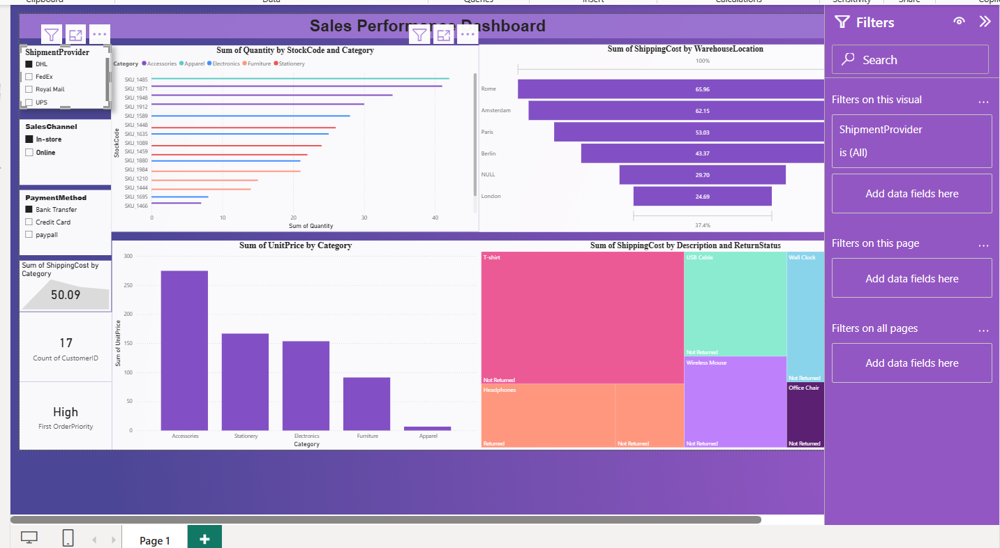 Sales Performance Dashboard
ShipmentProvider
DHL
FedEx
Royal Mail
UPS
SalesChannel
In-store
Online
PaymentMethod
Bank Transfer
Credit Card
paypall
Sum of ShippingCost by
Category
50.09
17
Count of CustomerID
High
First OrderPriority
Sum of Quantity by StockCode and Category
Category Accessories Apparel Electronics Furniture Stationery
StockCode
SKU_1485
SKU_1871
SKU_1948
SKU_1912
SKU_1589
SKU_1448
SKU_1635
SKU_1089
SKU_1459
SKU_1880
SKU_1984
SKU_1210
SKU_1444
SKU_1695
SKU_1466
0 10 20 30 40
Sum of Quantity
Sum of ShippingCost by WarehouseLocation
100%
Rome 65.96
Amsterdam 62.15
Paris 53.03
Berlin 43.37
NULL 29.70
London 24.69
37.4%
Sum of UnitPrice by Category
Sum of UnitPrice
300
250
200
150
100
50
0
Accessories Stationery Electronics Furniture Apparel
Category
Sum of ShippingCost by Description and ReturnStatus
T-shirt
Not Returned
Headphones
Returned
Not Returned
USB Cable
Not Returned
Wireless Mouse
Not Returned
Wall Clock
Not Returned
Office Chair
Not Returned
Filters
Search
Filters on this visual
ShipmentProvider
is (All)
Add data fields here
Filters on this page
Add data fields here
Filters on all pages
Add data fields here
Page 1